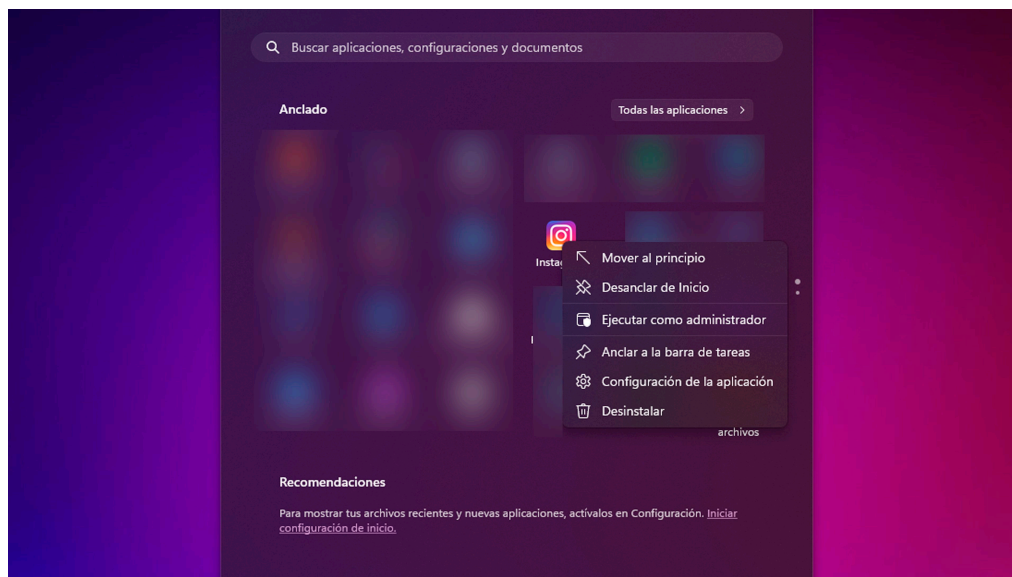 Buscar aplicaciones, configuraciones y documentos
Anclado
Todas las aplicaciones
Mover al principio
Desanclar de Inicio
Ejecutar como administrador
Anclar a la barra de tareas
Configuración de la aplicación
Desinstalar
archivos
Recomendaciones
Para mostrar tus archivos recientes y nuevas aplicaciones, actívalos en Configuración. Iniciar
configuración de inicio.